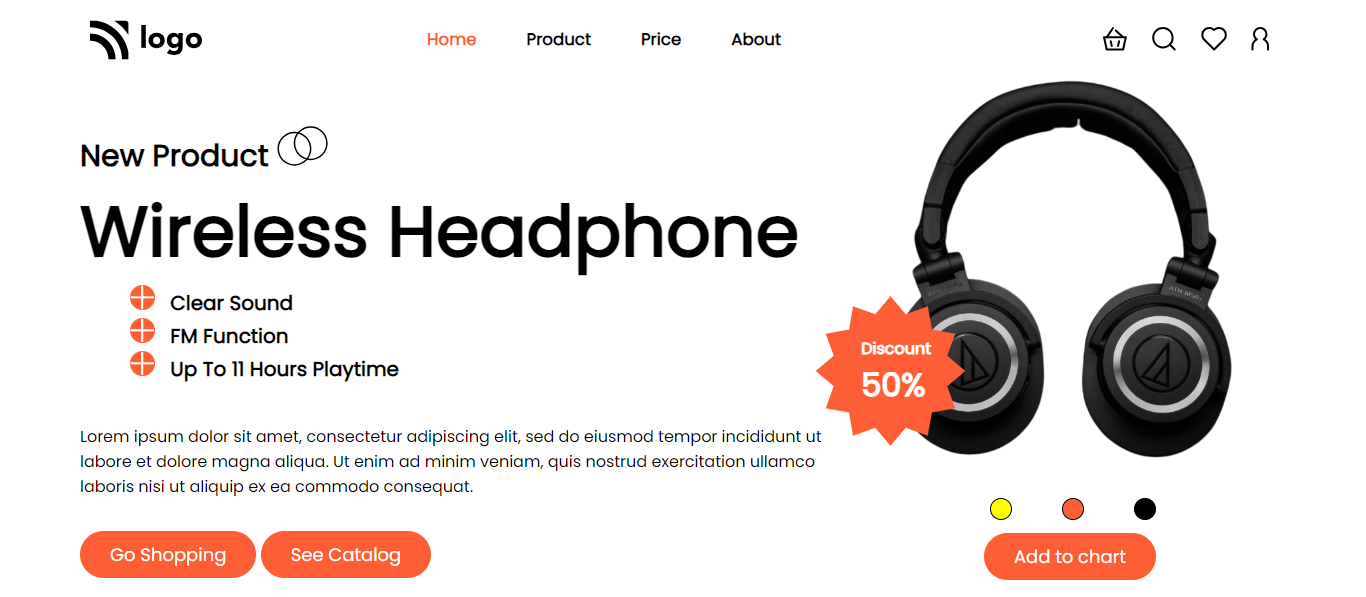 logo
Home Product Price About
New Product
Wireless Headphone
Clear Sound
FM Function
Up To 11 Hours Playtime
Discount
50%
Lorem ipsum dolor sit amet, consectetur adipiscing elit, sed do eiusmod tempor incididunt ut
labore et dolore magna aliqua. Ut enim ad minim veniam, quis nostrud exercitation ullamco
laboris nisi ut aliquip ex ea commodo consequat.
Go Shopping See Catalog
Add to chart